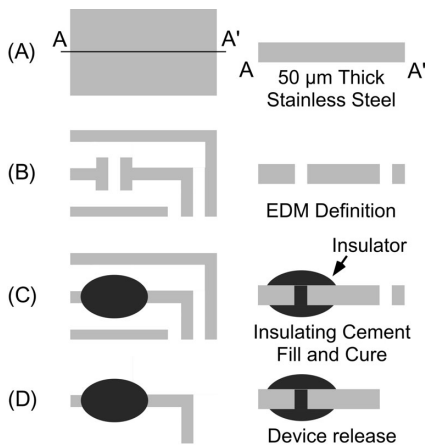 (A)
A
A'
A
A'
50 µm Thick
Stainless Steel
(B)
EDM Definition
(C)
Insulator
Insulating Cement
Fill and Cure
(D)
Device release